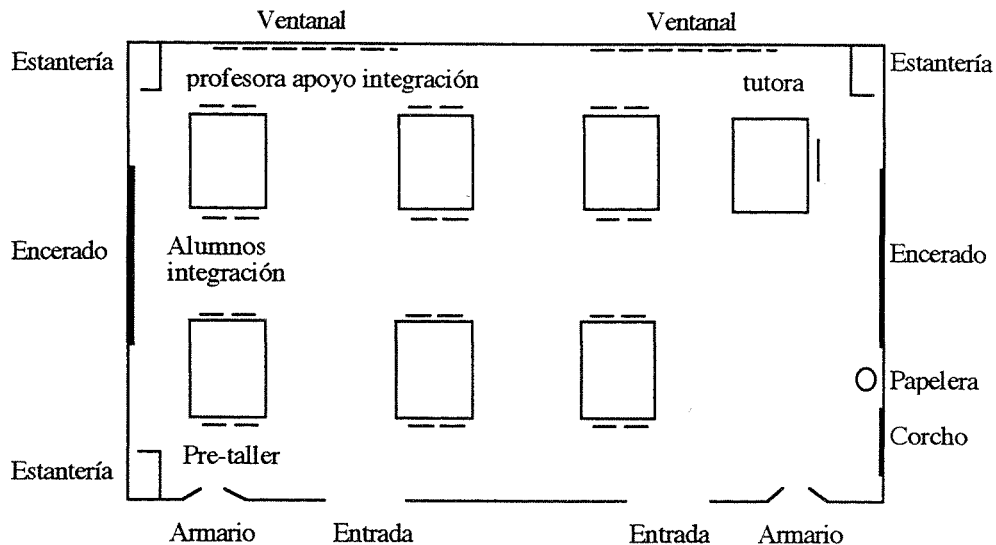 Ventanal
Ventanal
Estantería
Estantería
profesora apoyo integración
tutora
Encerado
Alumnos
integración
Encerado
Papelera
Corcho
Estantería
Pre-taller
Armario
Entrada
Entrada
Armario